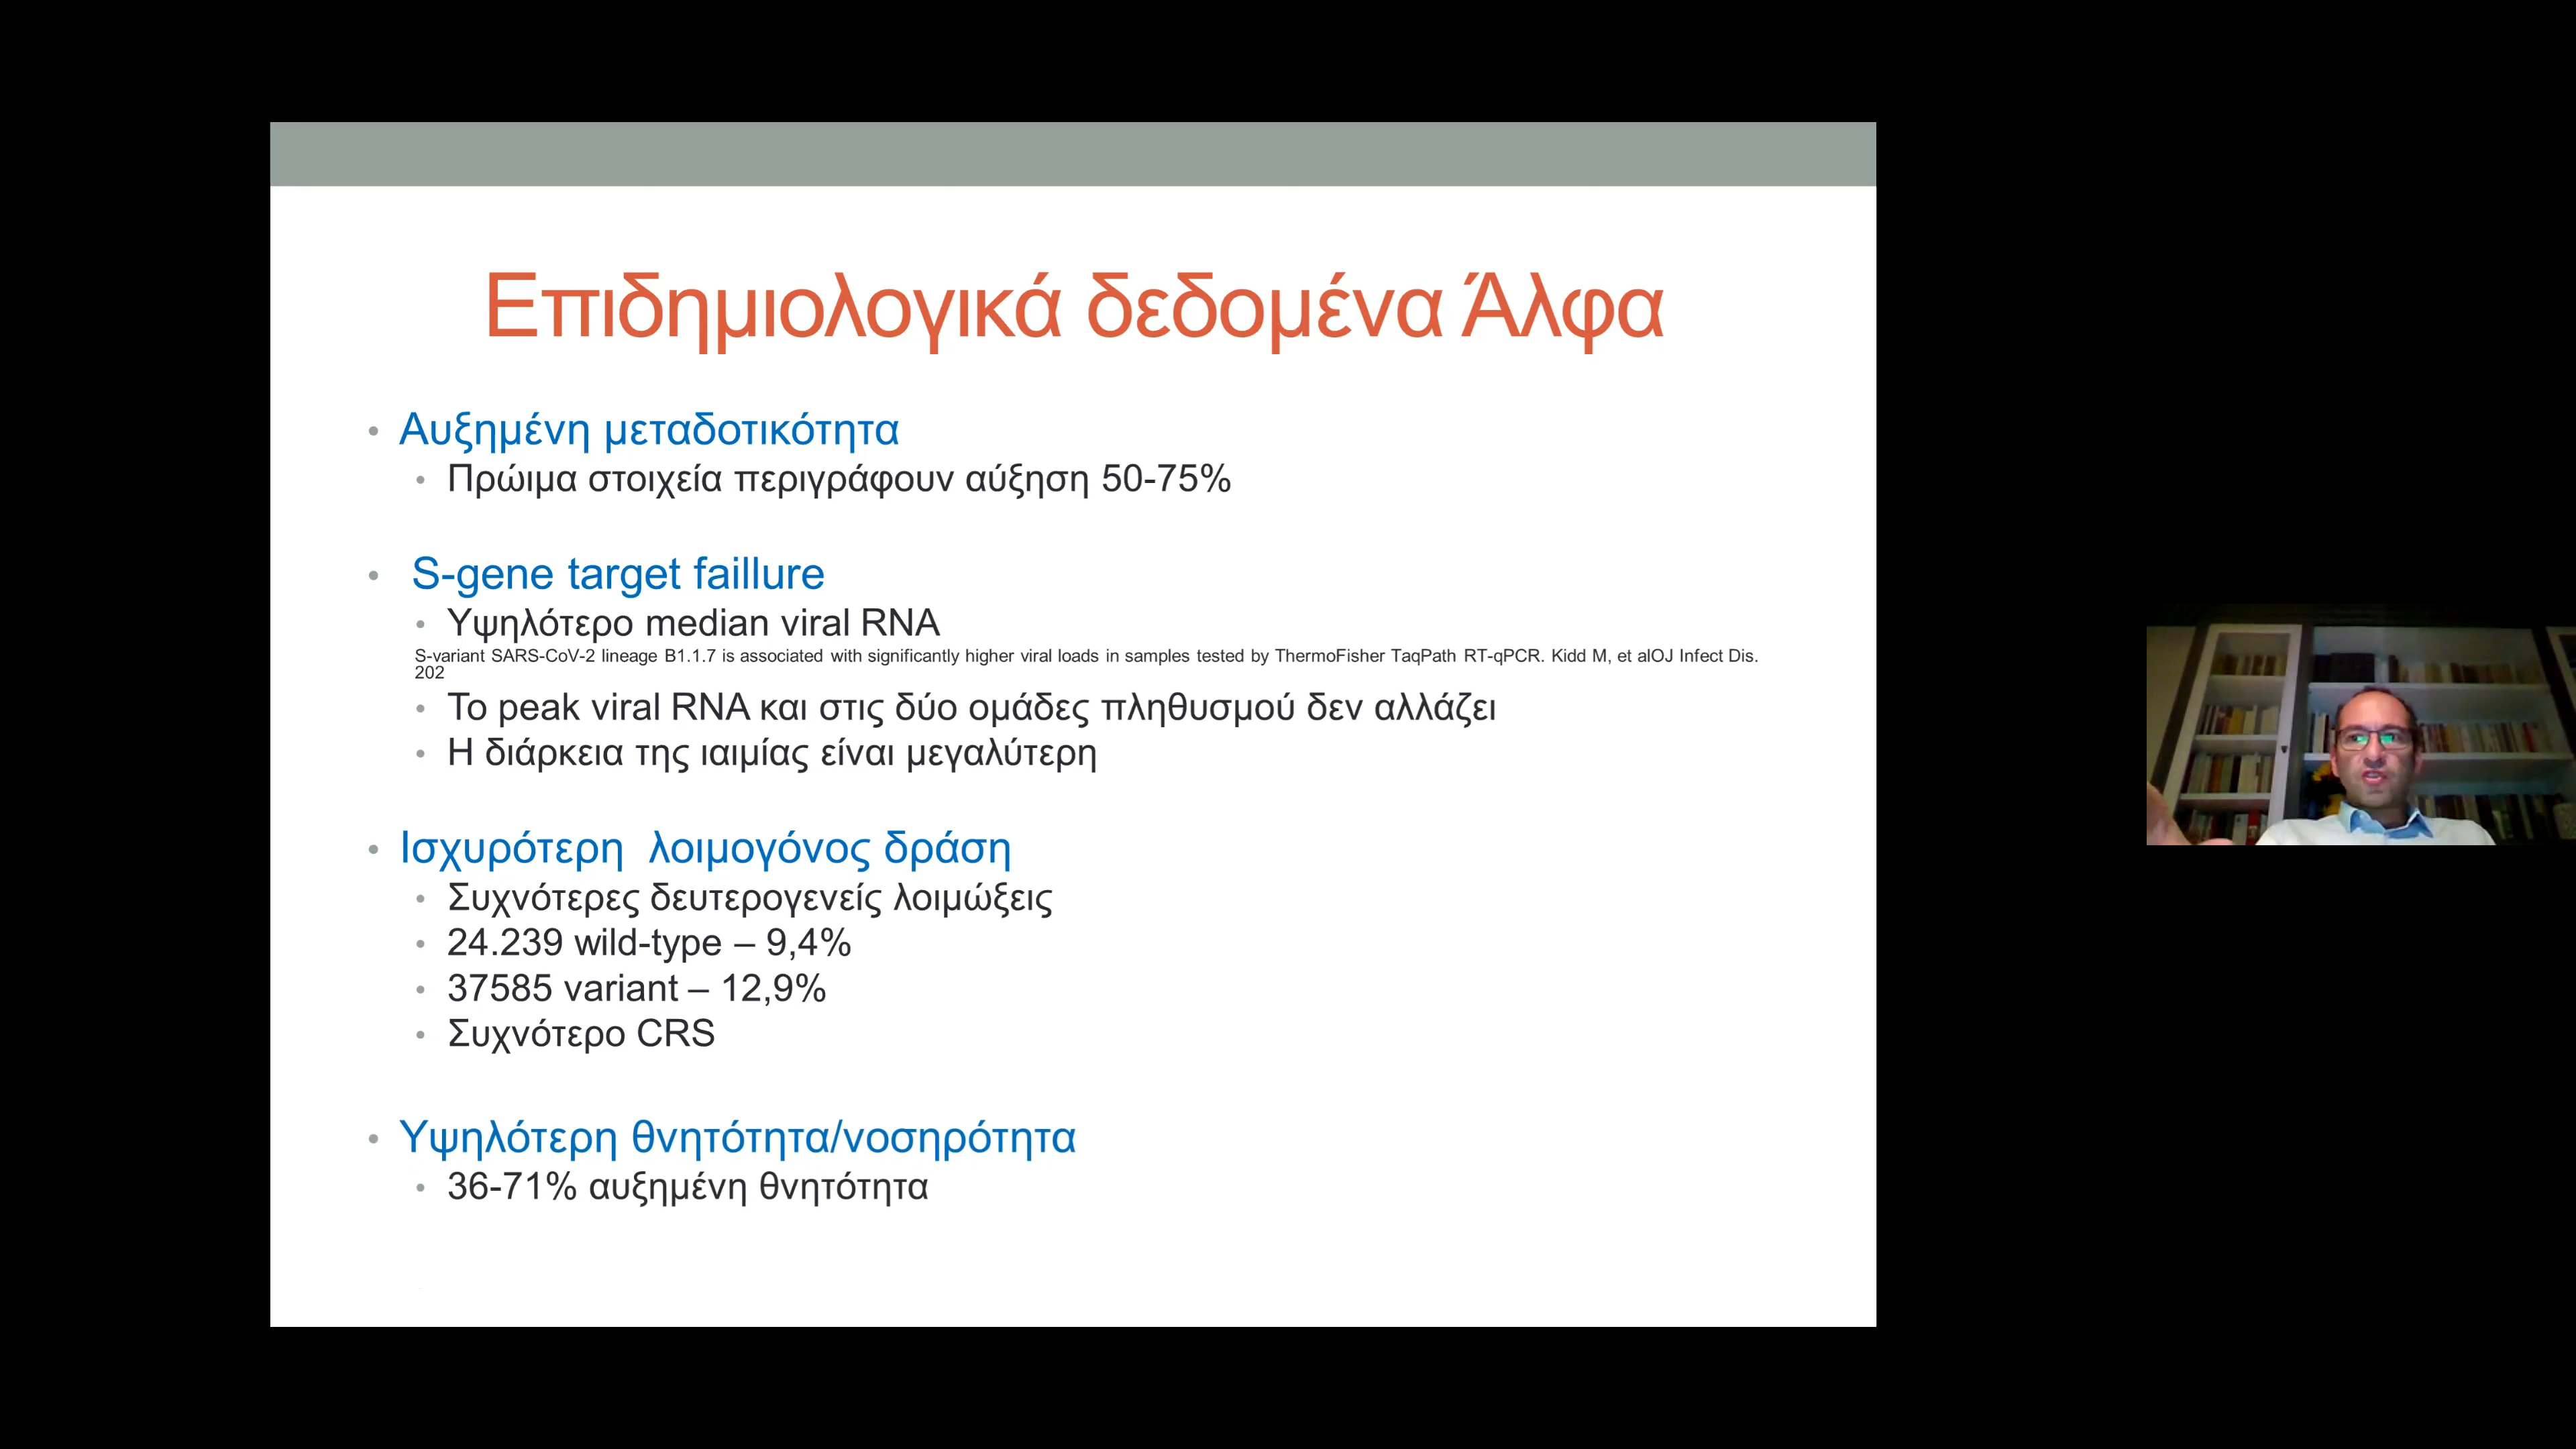 Επιδημιολογικά δεδομένα Άλφα
• Αυξημένη μεταδοτικότητα
• Πρώιμα στοιχεία περιγράφουν αύξηση 50-75%
• S-gene target faillure
• Υψηλότερο median viral RNA
S-variant SARS-CoV-2 lineage B1.1.7 is associated with significantly higher viral loads in samples tested by ThermoFisher TaqPath RT-qPCR. Kidd M, et alOJ Infect Dis.
202
• Το peak viral RNA και στις δύο ομάδες πληθυσμού δεν αλλάζει
• Η διάρκεια της ιαιμίας είναι μεγαλύτερη
• Ισχυρότερη λοιμογόνος δράση
• Συχνότερες δευτερογενείς λοιμώξεις
• 24.239 wild-type – 9,4%
• 37585 variant – 12,9%
• Συχνότερο CRS
• Υψηλότερη θνητότητα/νοσηρότητα
• 36-71% αυξημένη θνητότητα